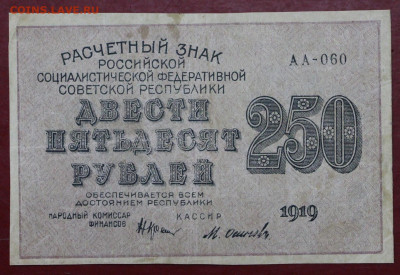 COINS.LAVE.RU
РАСЧЕТНЫЙ ЗНАК
РОССИЙСКОЙ
СОЦИАЛИСТИЧЕСКОЙ ФЕДЕРАТИВНОЙ
СОВЕТСКОЙ РЕСПУБЛИКИ
АА-060
ДВЕСТИ
ПЯТЬДЕСЯТ
РУБЛЕЙ
250
ОБЕСПЕЧИВАЕТСЯ ВСЕМ
ДОСТОЯНИЕМ РЕСПУБЛИКИ
НАРОДНЫЙ КОМИССАР
ФИНАНСОВ
КАССИР
1919